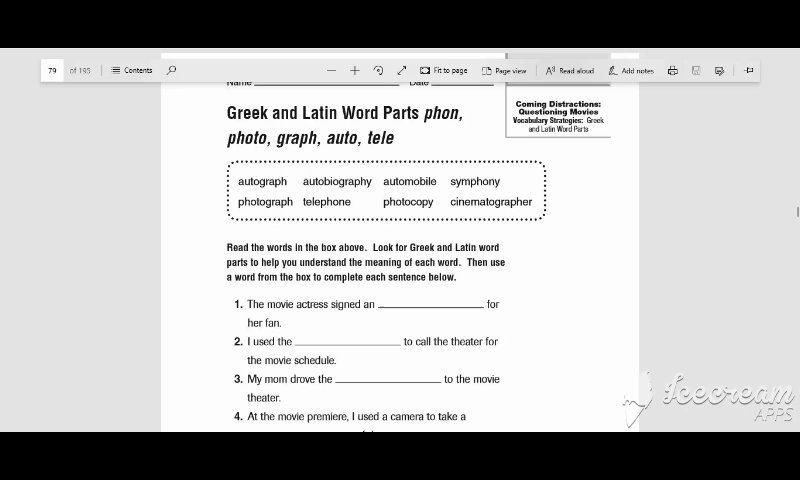 79 of 195 Contents Fit to page Page view Read aloud Add notes
Name Date
Coming Distractions:
Questioning Movies
Vocabulary Strategies: Greek
and Latin Word Parts
Greek and Latin Word Parts phon,
photo, graph, auto, tele
autograph autobiography automobile symphony
photograph telephone photocopy cinematographer
Read the words in the box above. Look for Greek and Latin word
parts to help you understand the meaning of each word. Then use
a word from the box to complete each sentence below.
1. The movie actress signed an ____________________ for
her fan.
2. I used the ____________________ to call the theater for
the movie schedule.
3. My mom drove the ____________________ to the movie
theater.
4. At the movie premiere, I used a camera to take a
Icecream
APPS